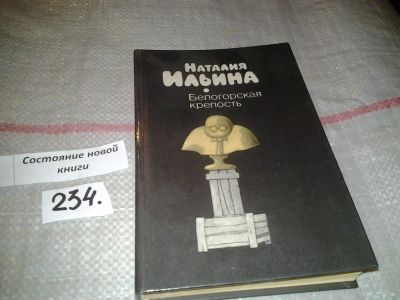 НАТАЛИЯ
ИЛЬИНА
Белогорская
крепость
Состояние новой
книги
234.